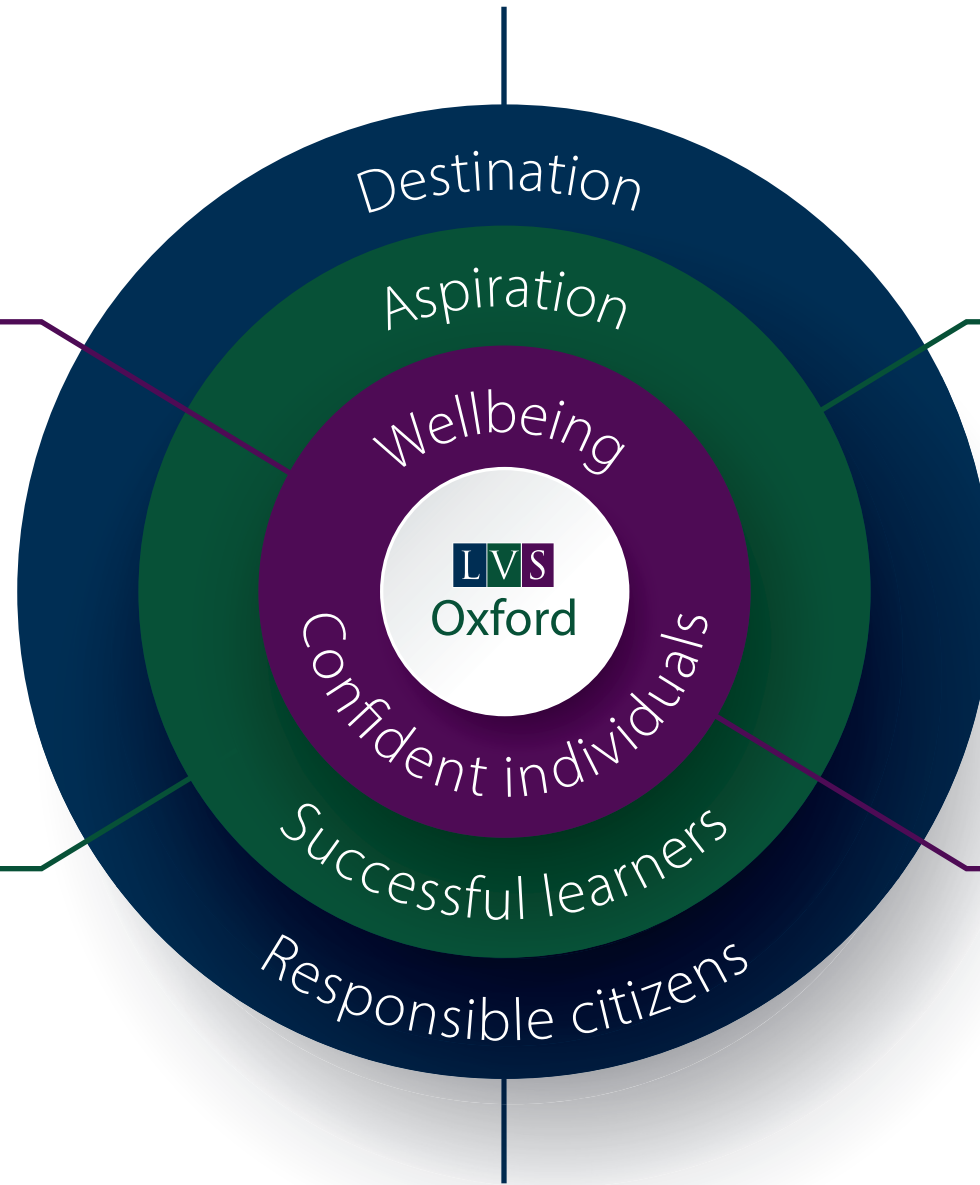 Destination
Aspiration
Wellbeing
LVS
Oxford
Confident individuals
Successful learners
Responsible citizens